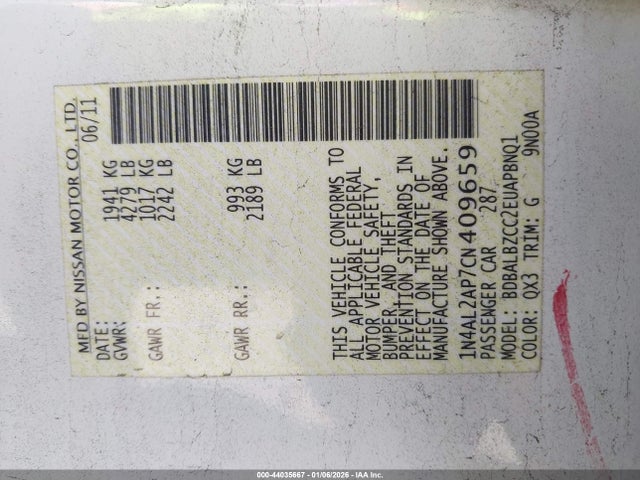 MFD BY NISSAN MOTOR CO., LTD.
DATE: 06/11
GVWR: 1941 KG
4279 LB
GAWR FR.: 1017 KG
2242 LB
GAWR RR.: 993 KG
2189 LB
THIS VEHICLE CONFORMS TO
ALL APPLICABLE FEDERAL
MOTOR VEHICLE SAFETY,
BUMPER, AND THEFT
PREVENTION STANDARDS IN
EFFECT ON THE DATE OF
MANUFACTURE SHOWN ABOVE.
1N4AL2AP7CN409659
PASSENGER CAR 287
MODEL: BDBALBZCC2EUAPBNQ1
COLOR: QX3 TRIM: G 9N00A
000-44035667 - 01/06/2026 - IAA Inc.